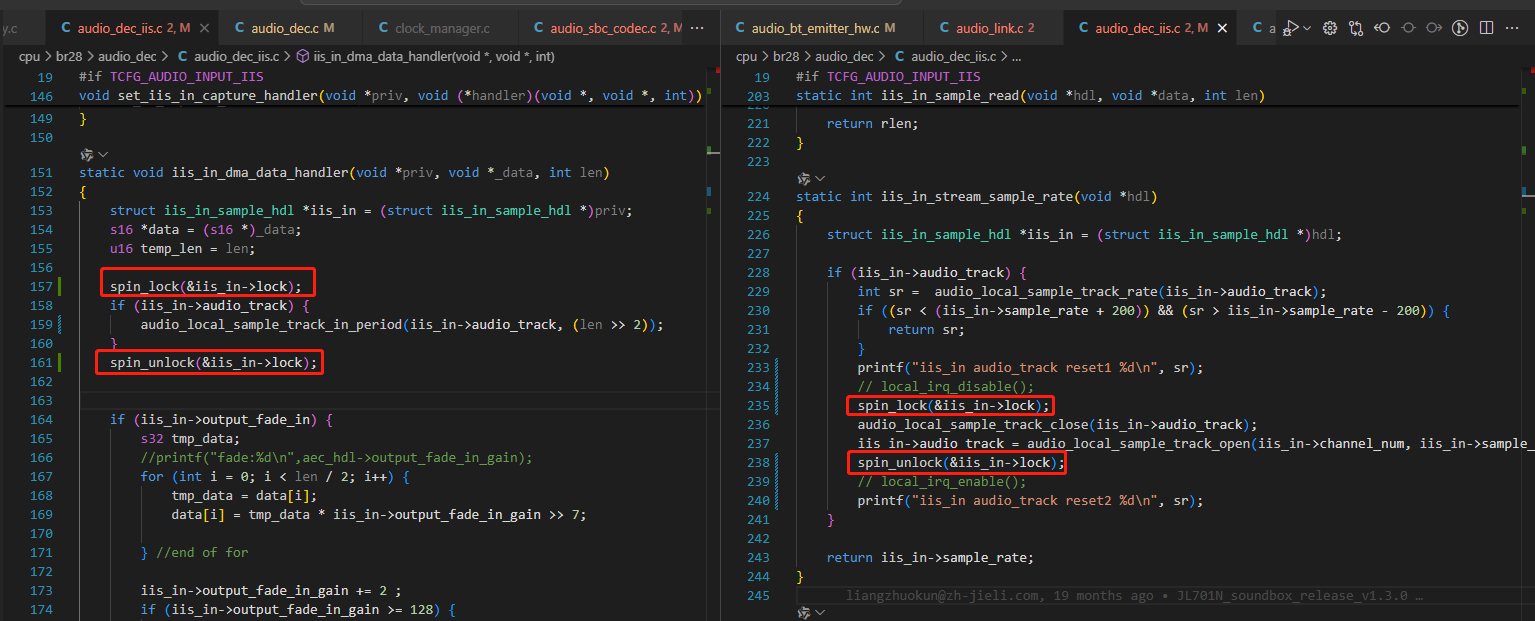 y.c
audio_dec_iis.c 2, M
audio_dec.c M
clock_manager.c
audio_sbc_codec.c 2, M
cpu > br28 > audio_dec > C audio_dec_iis.c > iis_in_dma_data_handler(void *, void *, int)
19 #if TCFG_AUDIO_INPUT_IIS
146 void set_iis_in_capture_handler(void *priv, void (*handler)(void *, void *, int))
149 }
150
151 static void iis_in_dma_data_handler(void *priv, void *_data, int len)
152 {
153 struct iis_in_sample_hdl *iis_in = (struct iis_in_sample_hdl *)priv;
154 s16 *data = (s16 *)_data;
155 u16 temp_len = len;
156
157 spin_lock(&iis_in->lock);
158 if (iis_in->audio_track) {
159 audio_local_sample_track_in_period(iis_in->audio_track, (len >> 2));
160 }
161 spin_unlock(&iis_in->lock);
162
163
164 if (iis_in->output_fade_in) {
165 s32 tmp_data;
166 //printf("fade:%d\n",aec_hdl->output_fade_in_gain);
167 for (int i = 0; i < len / 2; i++) {
168 tmp_data = data[i];
169 data[i] = tmp_data * iis_in->output_fade_in_gain >> 7;
170
171 } //end of for
172
173 iis_in->output_fade_in_gain += 2 ;
174 if (iis_in->output_fade_in_gain >= 128) {
audio_bt_emitter_hw.c M
audio_link.c 2
audio_dec_iis.c 2, M
C a
cpu > br28 > audio_dec > C audio_dec_iis.c > ...
19 #if TCFG_AUDIO_INPUT_IIS
203 static int iis_in_sample_read(void *hdl, void *data, int len)
221 return rlen;
222 }
223
224 static int iis_in_stream_sample_rate(void *hdl)
225 {
226 struct iis_in_sample_hdl *iis_in = (struct iis_in_sample_hdl *)hdl;
227
228 if (iis_in->audio_track) {
229 int sr = audio_local_sample_track_rate(iis_in->audio_track);
230 if ((sr < (iis_in->sample_rate + 200)) && (sr > iis_in->sample_rate - 200)) {
231 return sr;
232 }
233 printf("iis_in audio_track reset1 %d\n", sr);
234 // local_irq_disable();
235 spin_lock(&iis_in->lock);
236 audio_local_sample_track_close(iis_in->audio_track);
237 iis_in->audio_track = audio_local_sample_track_open(iis_in->channel_num, iis_in->sample_
238 spin_unlock(&iis_in->lock);
239 // local_irq_enable();
240 printf("iis_in audio_track reset2 %d\n", sr);
241 }
242
243 return iis_in->sample_rate;
244 }
245 liangzhuokun@zh-jieli.com, 19 months ago • JL701N_soundbox_release_v1.3.0 …